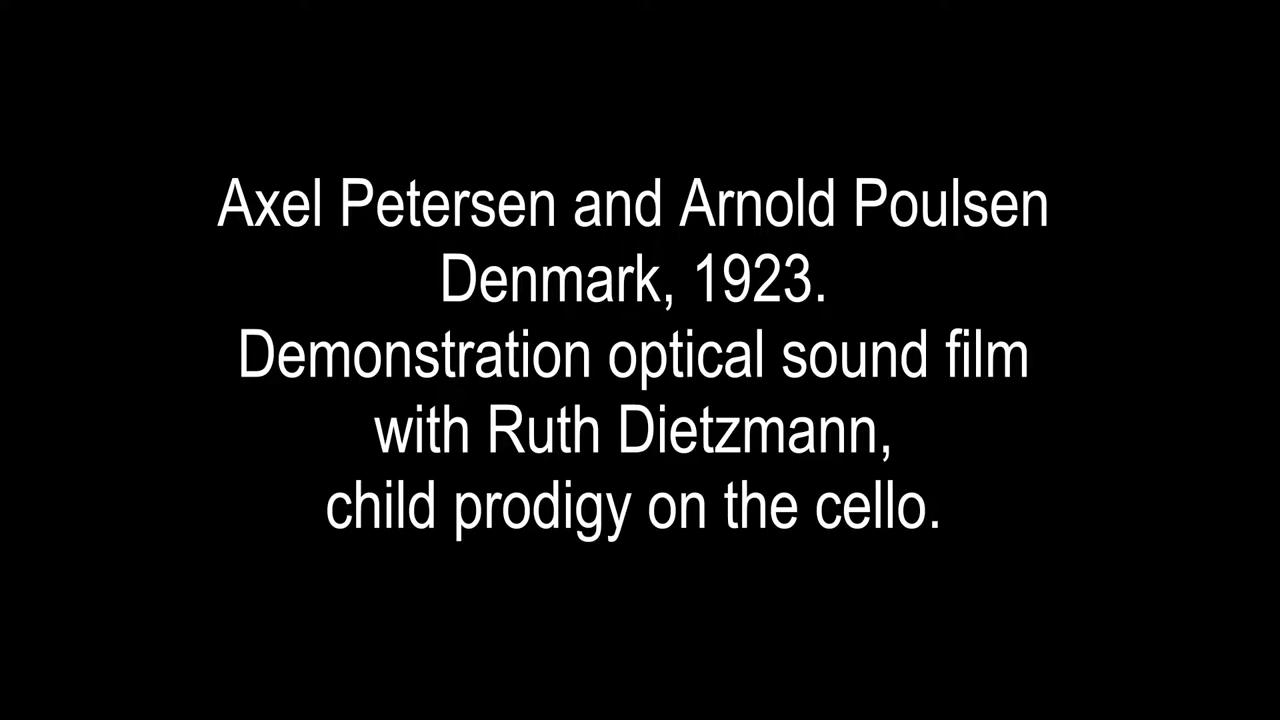 Axel Petersen and Arnold Poulsen
Denmark, 1923.
Demonstration optical sound film
with Ruth Dietzmann,
child prodigy on the cello.